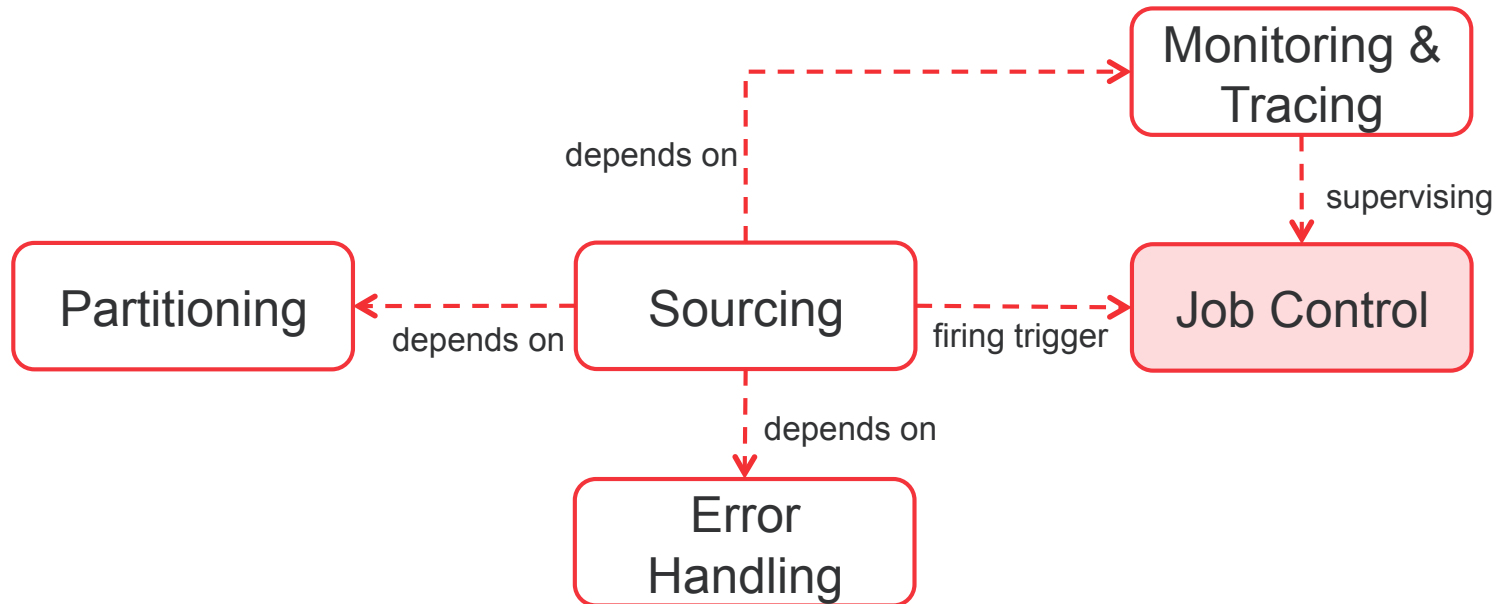 Monitoring &
Tracing
depends on
supervising
Partitioning
Sourcing
Job Control
depends on
firing trigger
depends on
Error
Handling